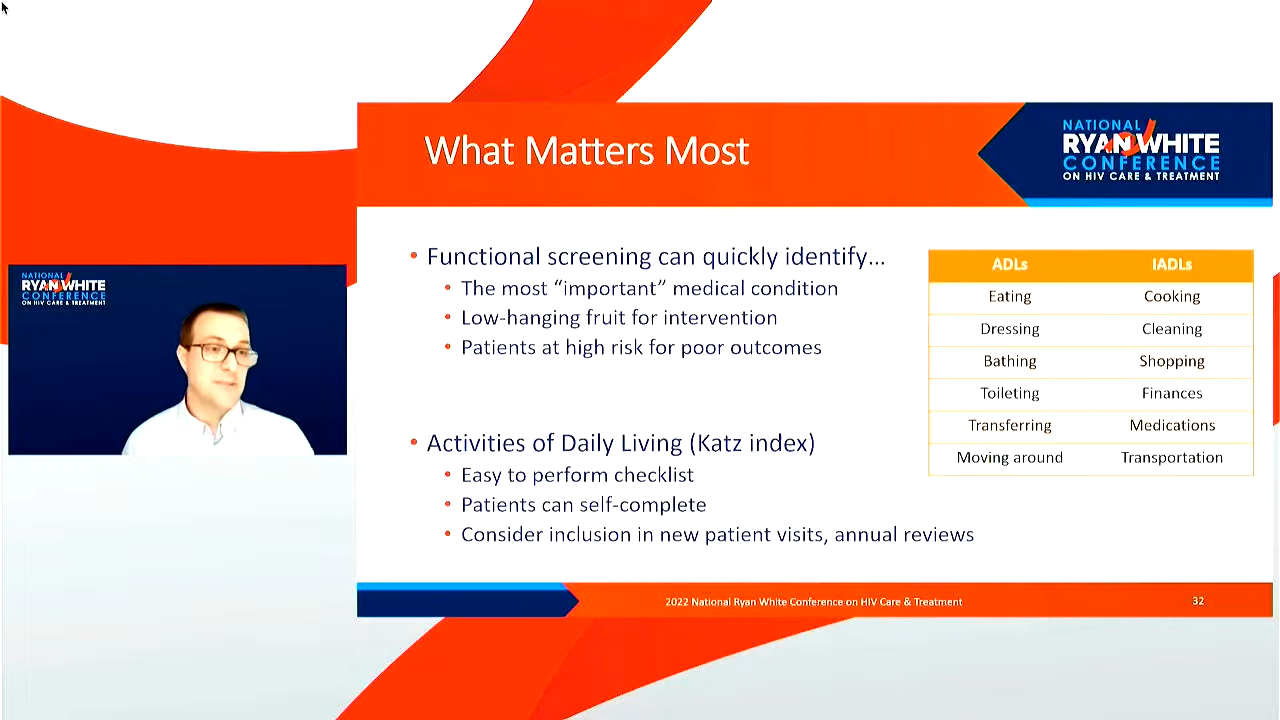 What Matters Most
NATIONAL
RYAN WHITE
CONFERENCE
ON HIV CARE & TREATMENT
• Functional screening can quickly identify...
• The most “important” medical condition
• Low-hanging fruit for intervention
• Patients at high risk for poor outcomes
• Activities of Daily Living (Katz index)
• Easy to perform checklist
• Patients can self-complete
• Consider inclusion in new patient visits, annual reviews
ADLs IADLs
Eating Cooking
Dressing Cleaning
Bathing Shopping
Toileting Finances
Transferring Medications
Moving around Transportation
NATIONAL
RYAN WHITE
CONFERENCE
ON HIV CARE & TREATMENT
2022 National Ryan White Conference on HIV Care & Treatment
32